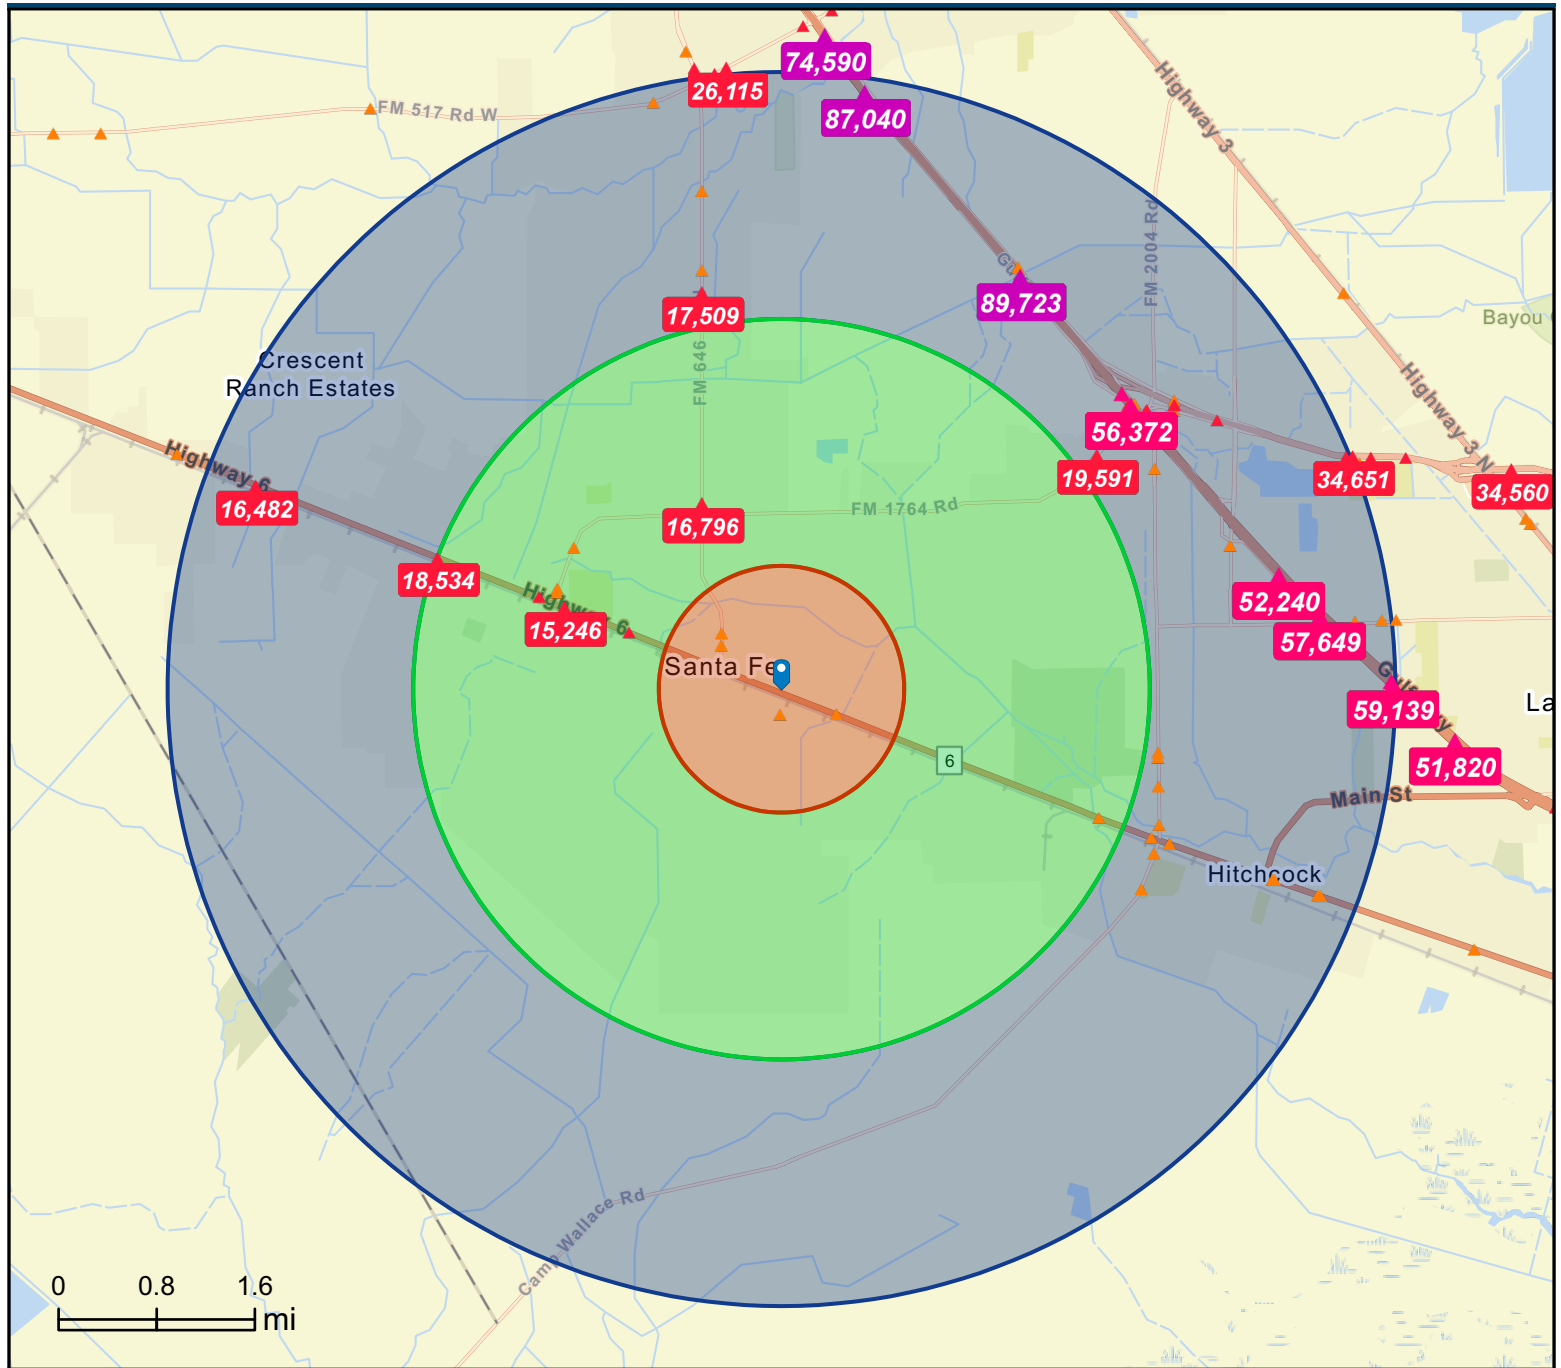 74,590
26,115
FM 517 Rd W
87,040
Highway 3
FM 2004 Rd
89,723
17,509
Bayou
Crescent
Ranch Estates
FM 646
Highway 3 N
56,372
Highway 6
19,591
34,651
34,560
16,482
FM 1764 Rd
16,796
18,534
Highway 6
15,246
52,240
57,649
Santa Fe
59,139
La
6
51,820
Main St
Hitchcock
Camp Wallace Rd
0 0.8 1.6
mi